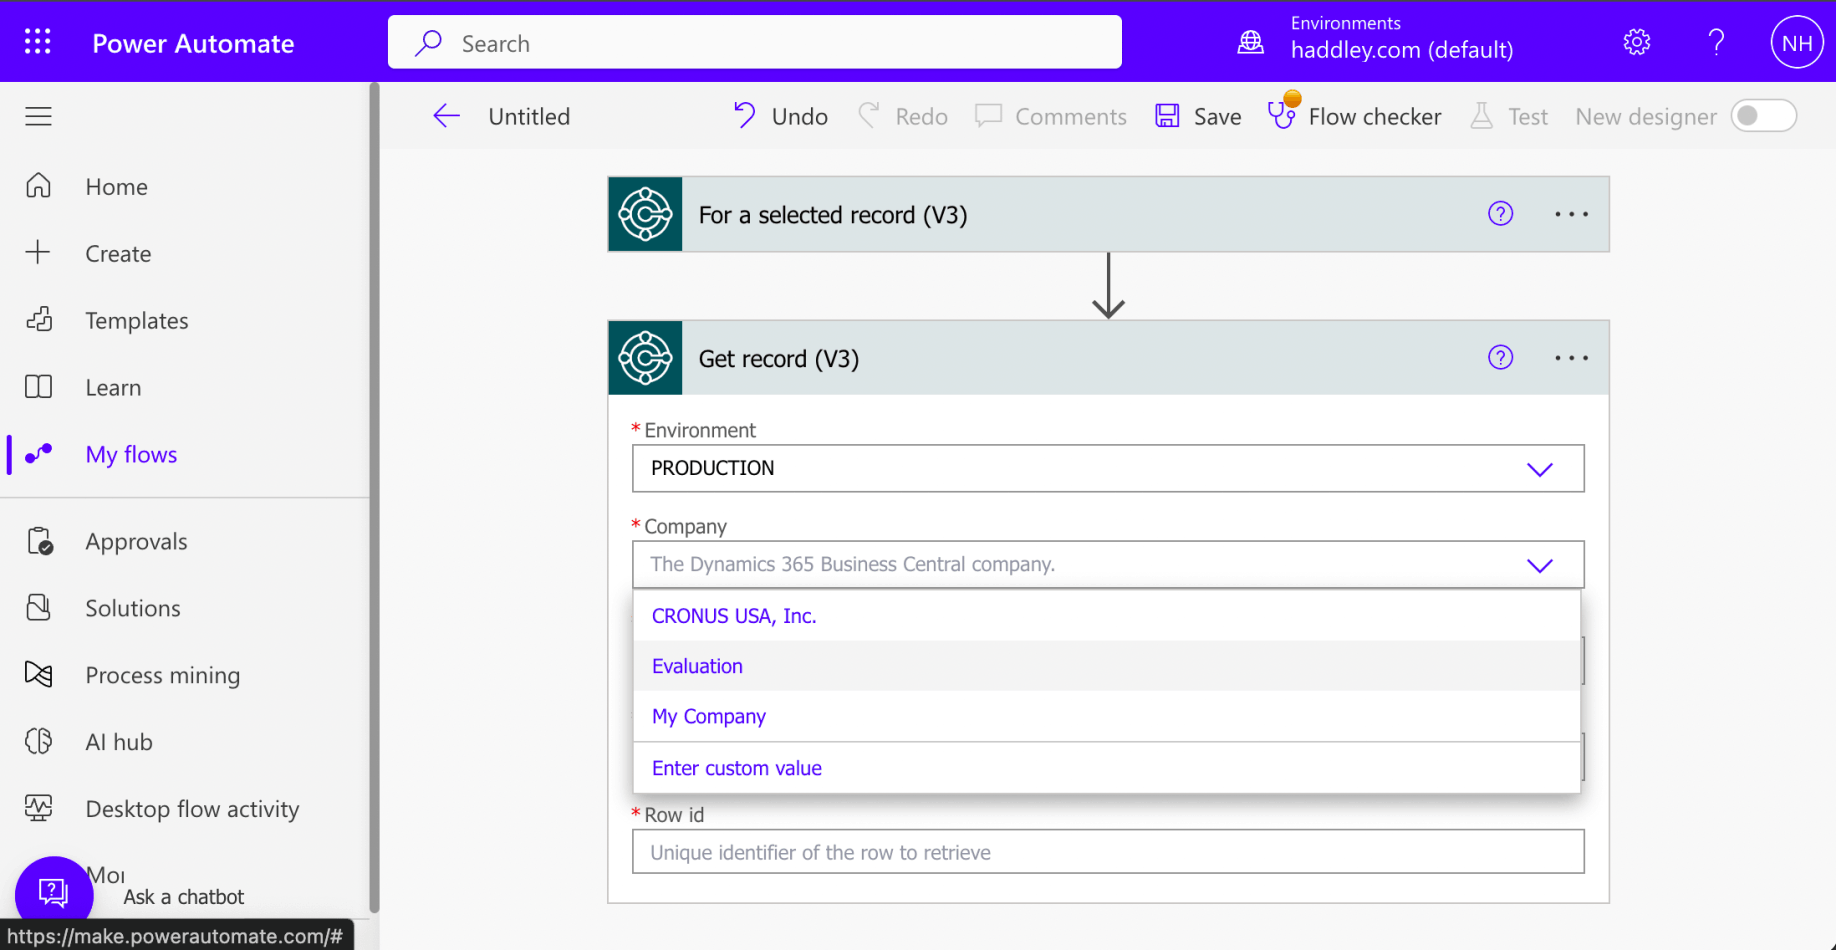 Power Automate
Search
Environments
haddley.com (default)
?
NH
Untitled
Undo
Redo
Comments
Save
Flow checker
Test
New designer
Home
Create
Templates
Learn
My flows
Approvals
Solutions
Process mining
AI hub
Desktop flow activity
Ask a chatbot
https://make.powerautomate.com/#
For a selected record (V3)
?
Get record (V3)
?
* Environment
PRODUCTION
* Company
The Dynamics 365 Business Central company.
CRONUS USA, Inc.
Evaluation
My Company
Enter custom value
* Row id
Unique identifier of the row to retrieve